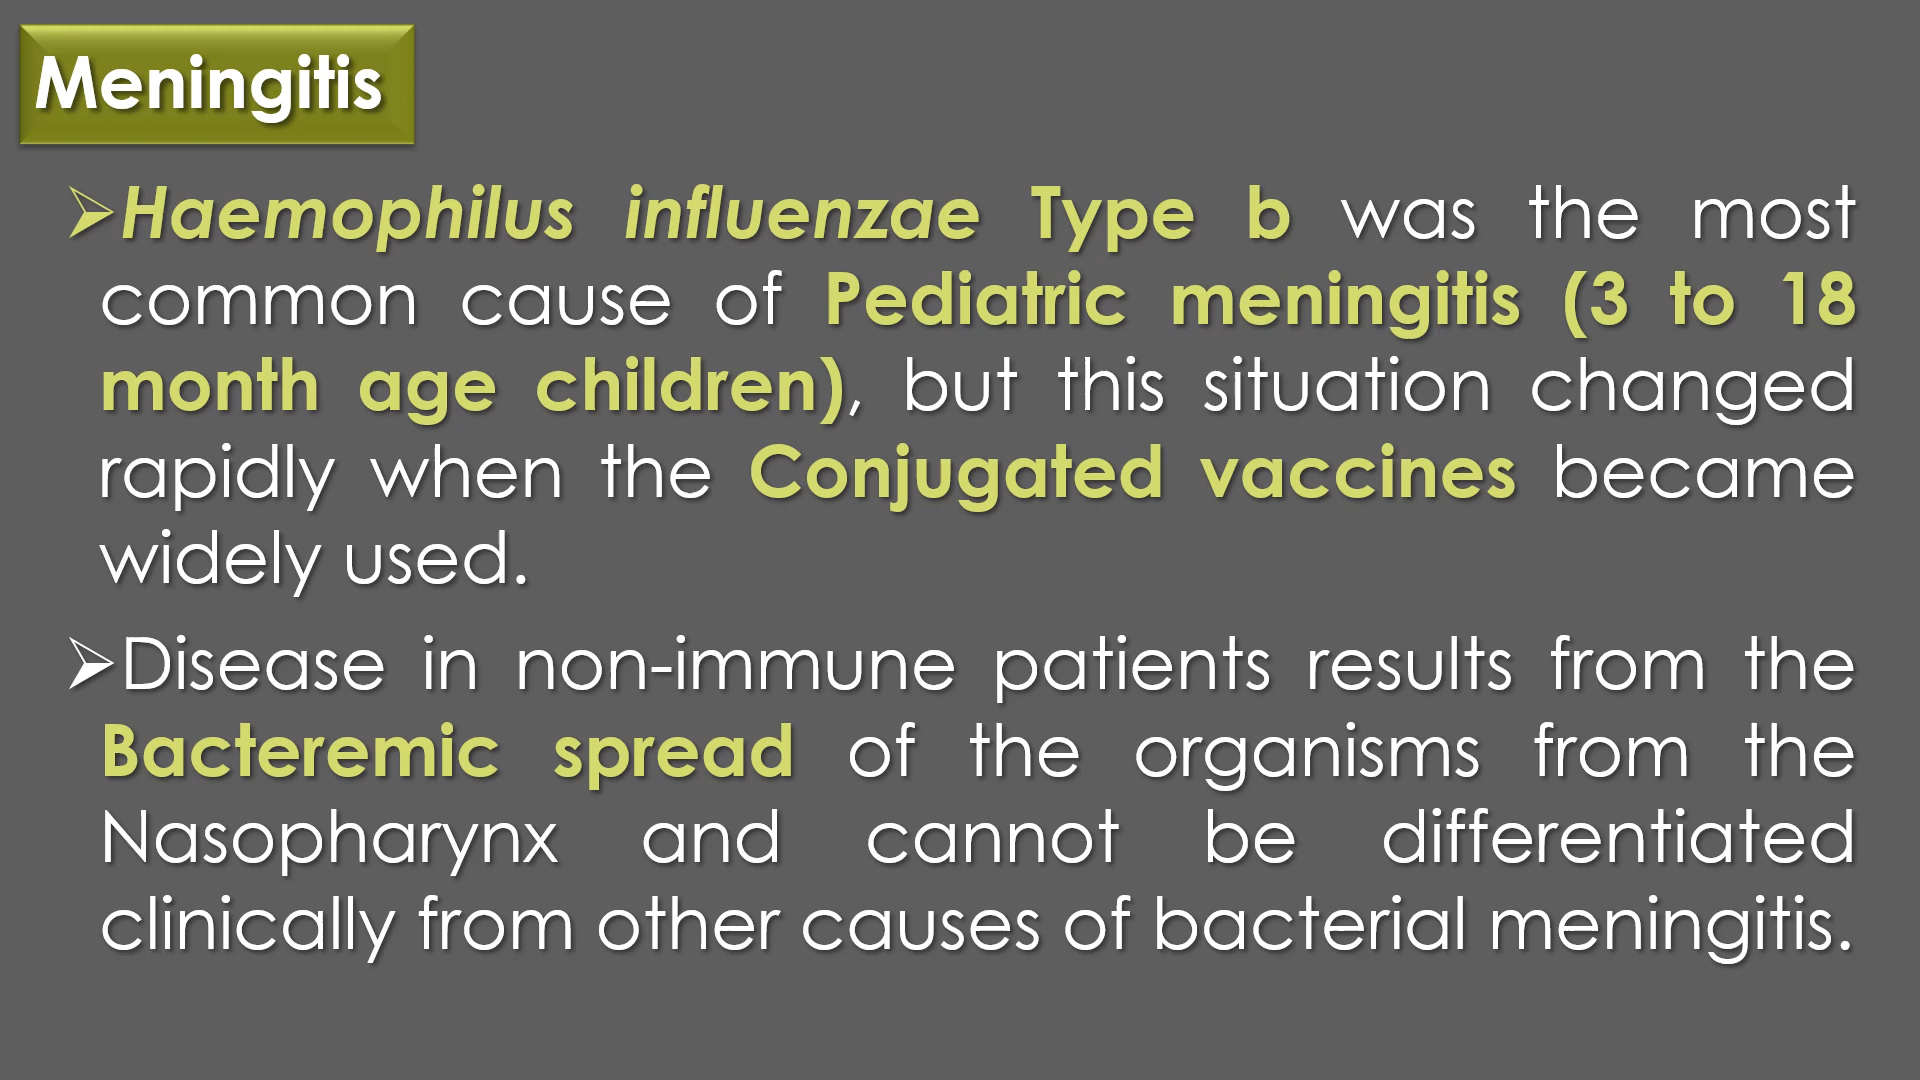 Meningitis
➢Haemophilus influenzae Type b was the most
common cause of Pediatric meningitis (3 to 18
month age children), but this situation changed
rapidly when the Conjugated vaccines became
widely used.
➢Disease in non-immune patients results from the
Bacteremic spread of the organisms from the
Nasopharynx and cannot be differentiated
clinically from other causes of bacterial meningitis.